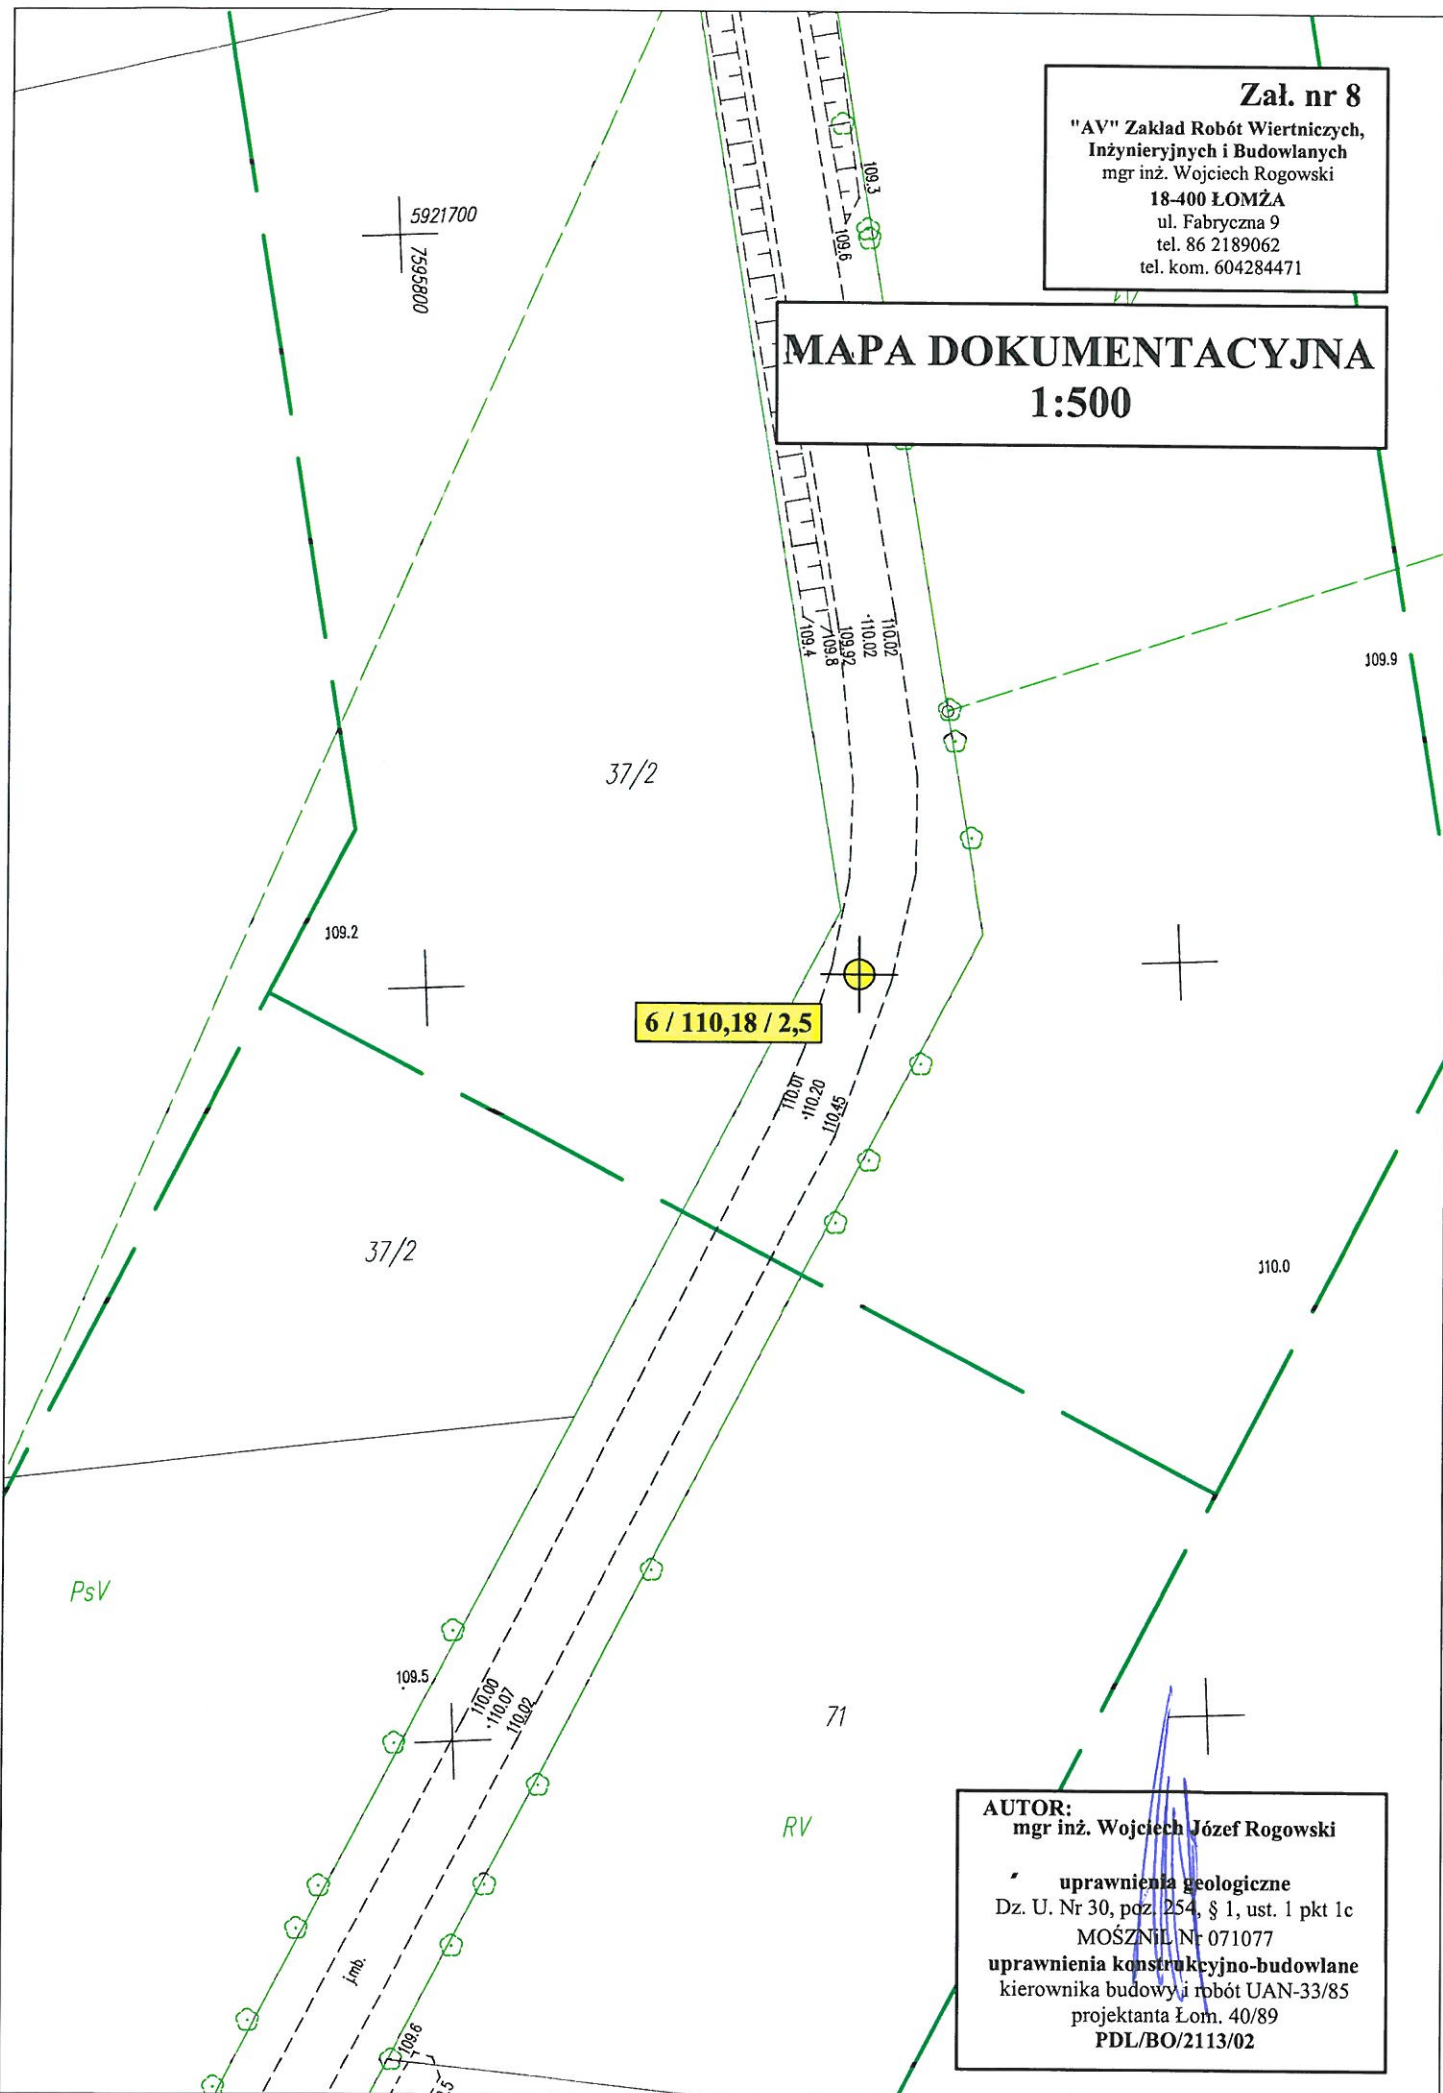 Zał. nr 8
"AV" Zakład Robót Wiertniczych,
Inżynieryjnych i Budowlanych
mgr inż. Wojciech Rogowski
18-400 ŁOMŻA
ul. Fabryczna 9
tel. 86 2189062
tel. kom. 604284471
109.3
109.6
5921700
7595800
MAPA DOKUMENTACYJNA
1:500
109.4
109.8
109.92
110.02
110.02
109.9
37/2
109.2
6 / 110,18 / 2,5
110.01
110.20
110.45
37/2
110.0
PsV
109.5
110.00
110.07
110.02
71
RV
j.mb.
109.6
AUTOR:
mgr inż. Wojciech Józef Rogowski
uprawnienia geologiczne
Dz. U. Nr 30, poz. 254, § 1, ust. 1 pkt 1c
MOŚZNiL Nr 071077
uprawnienia konstrukcyjno-budowlane
kierownika budowy i robót UAN-33/85
projektanta Łom. 40/89
PDL/BO/2113/02